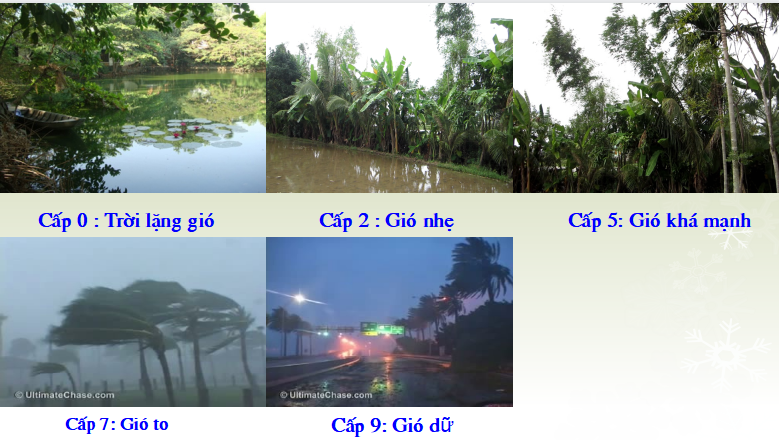 Cấp 0 : Trời lặng gió
Cấp 2 : Gió nhẹ
Cấp 5: Gió khá mạnh
© UltimateChase.com
© UltimateChase.com
Cấp 7: Gió to
Cấp 9: Gió dữ